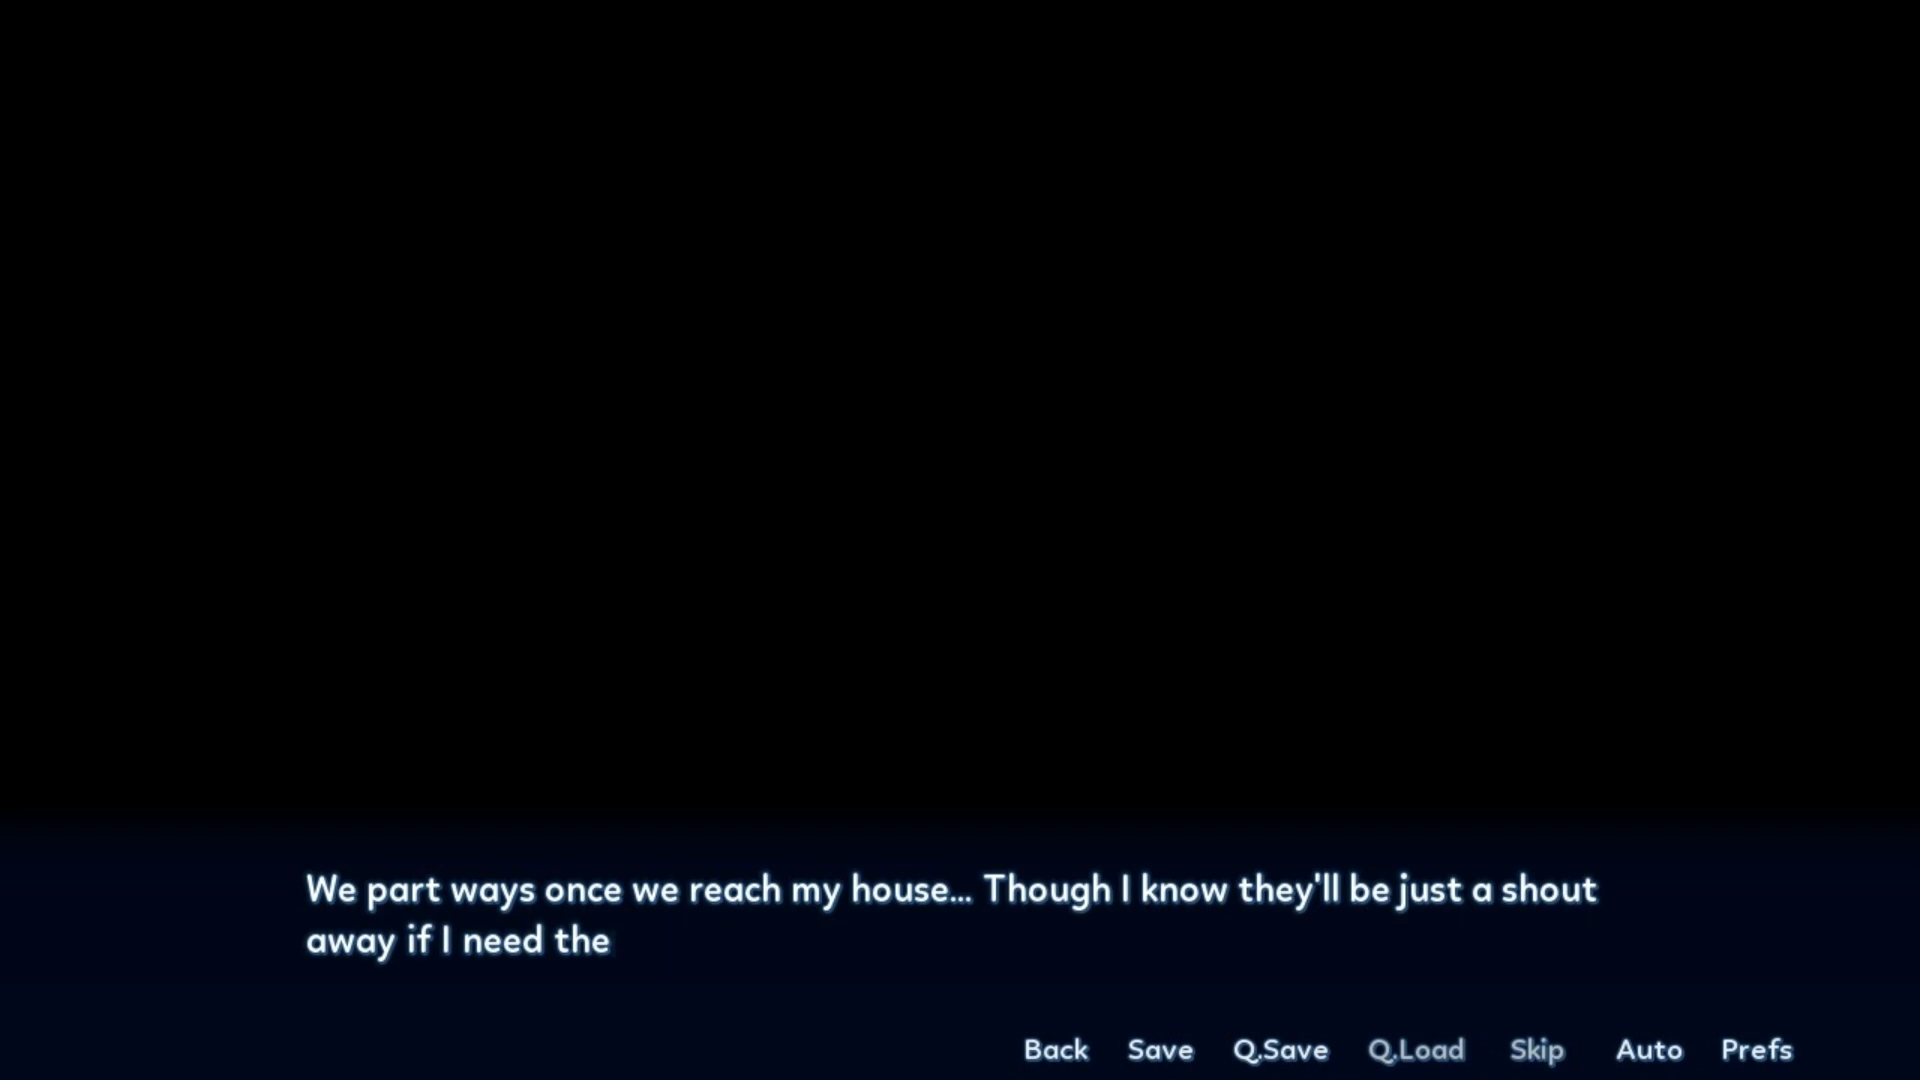 We part ways once we reach my house... Though I know they'll be just a shout
away if I need the
Back Save Q.Save Q.Load Skip Auto Prefs